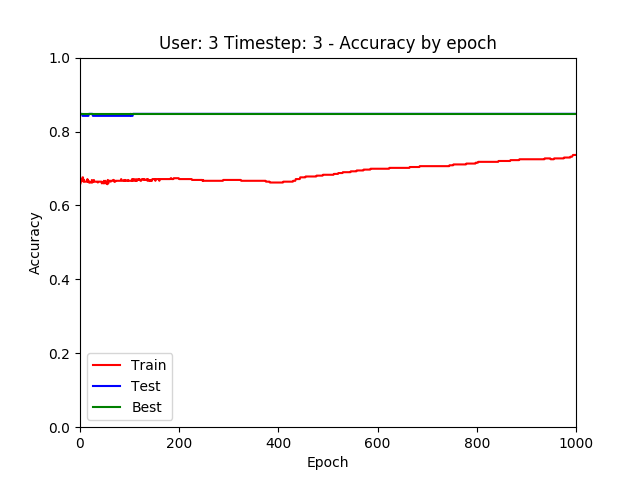 User: 3 Timestep: 3 - Accuracy by epoch
1.0
0.8
0.6
0.4
0.2
0.0
Accuracy
Train
Test
Best
0 200 400 600 800 1000
Epoch